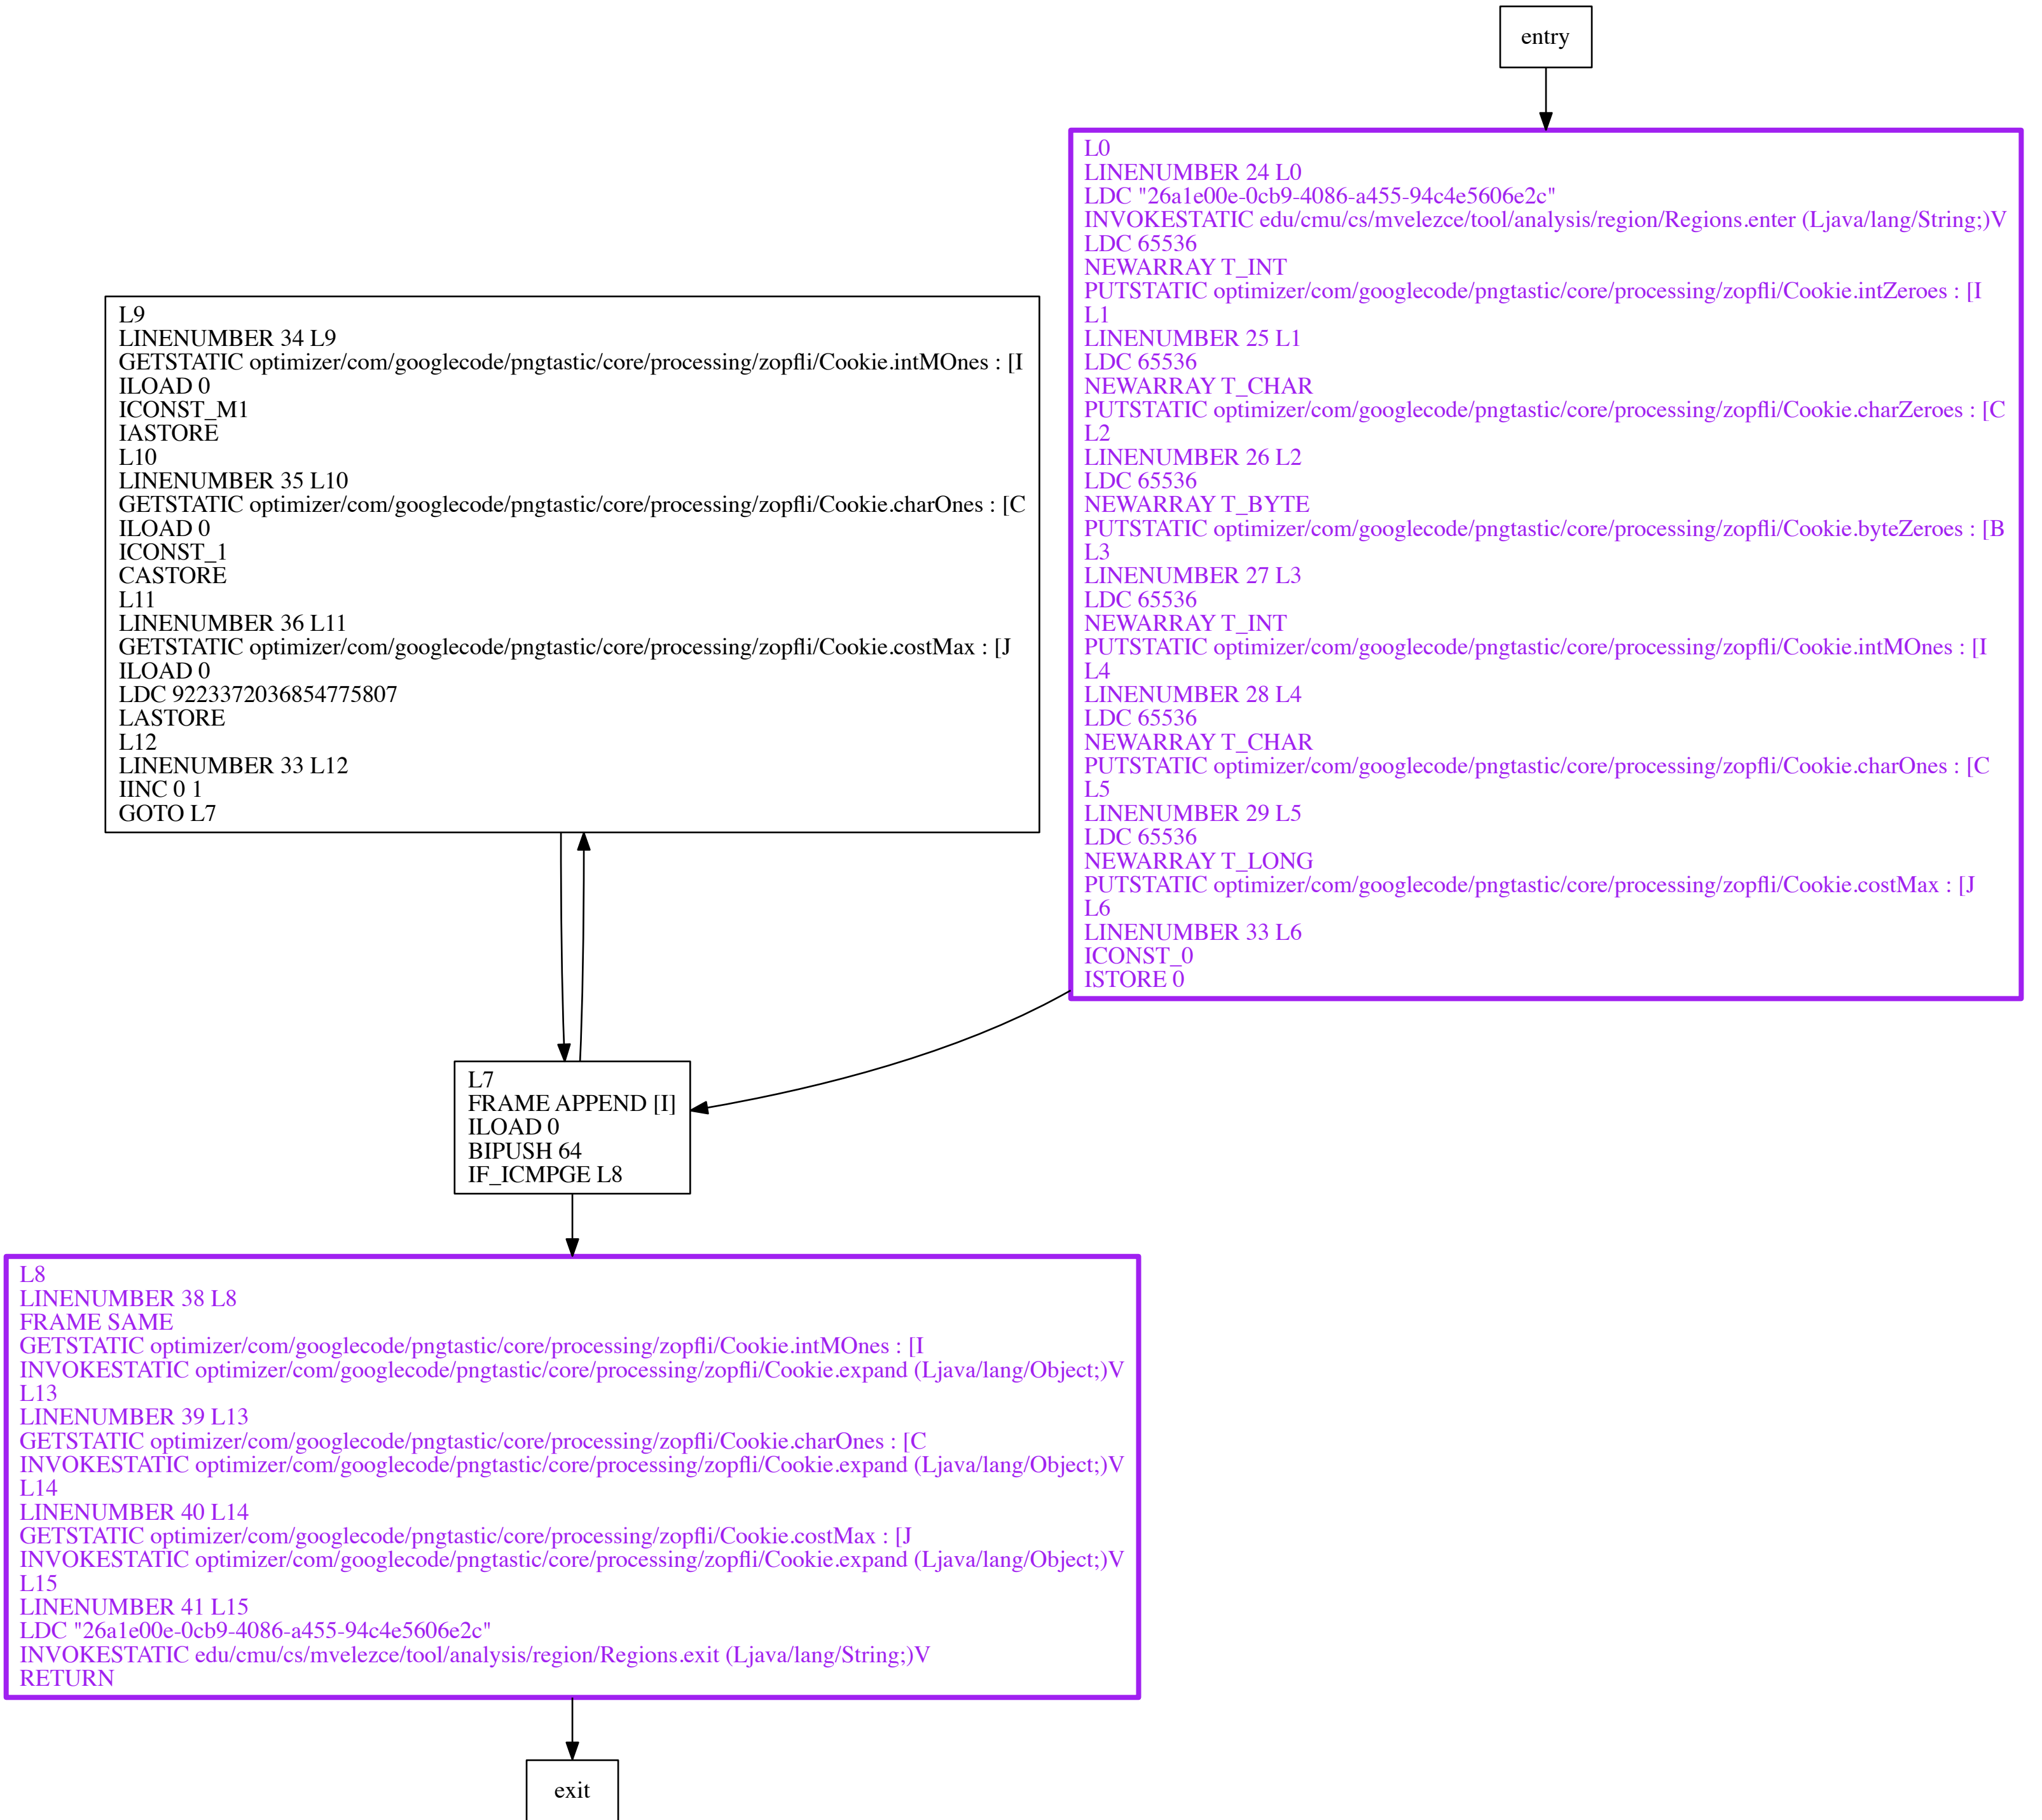 entry
L0
LINENUMBER 24 L0
LDC "26a1e00e-0cb9-4086-a455-94c4e5606e2c"
INVOKESTATIC edu/cmu/cs/mvelezce/tool/analysis/region/Regions.enter (Ljava/lang/String;)V
LDC 65536
NEWARRAY T_INT
PUTSTATIC optimizer/com/googlecode/pngtastic/core/processing/zopfli/Cookie.intZeroes : [I
L1
LINENUMBER 25 L1
LDC 65536
NEWARRAY T_CHAR
PUTSTATIC optimizer/com/googlecode/pngtastic/core/processing/zopfli/Cookie.charZeroes : [C
L2
LINENUMBER 26 L2
LDC 65536
NEWARRAY T_BYTE
PUTSTATIC optimizer/com/googlecode/pngtastic/core/processing/zopfli/Cookie.byteZeroes : [B
L3
LINENUMBER 27 L3
LDC 65536
NEWARRAY T_INT
PUTSTATIC optimizer/com/googlecode/pngtastic/core/processing/zopfli/Cookie.intMOnes : [I
L4
LINENUMBER 28 L4
LDC 65536
NEWARRAY T_CHAR
PUTSTATIC optimizer/com/googlecode/pngtastic/core/processing/zopfli/Cookie.charOnes : [C
L5
LINENUMBER 29 L5
LDC 65536
NEWARRAY T_LONG
PUTSTATIC optimizer/com/googlecode/pngtastic/core/processing/zopfli/Cookie.costMax : [J
L6
LINENUMBER 33 L6
ICONST_0
ISTORE 0
L9
LINENUMBER 34 L9
GETSTATIC optimizer/com/googlecode/pngtastic/core/processing/zopfli/Cookie.intMOnes : [I
ILOAD 0
ICONST_M1
IASTORE
L10
LINENUMBER 35 L10
GETSTATIC optimizer/com/googlecode/pngtastic/core/processing/zopfli/Cookie.charOnes : [C
ILOAD 0
ICONST_1
CASTORE
L11
LINENUMBER 36 L11
GETSTATIC optimizer/com/googlecode/pngtastic/core/processing/zopfli/Cookie.costMax : [J
ILOAD 0
LDC 9223372036854775807
LASTORE
L12
LINENUMBER 33 L12
IINC 0 1
GOTO L7
L7
FRAME APPEND [I]
ILOAD 0
BIPUSH 64
IF_ICMPGE L8
L8
LINENUMBER 38 L8
FRAME SAME
GETSTATIC optimizer/com/googlecode/pngtastic/core/processing/zopfli/Cookie.intMOnes : [I
INVOKESTATIC optimizer/com/googlecode/pngtastic/core/processing/zopfli/Cookie.expand (Ljava/lang/Object;)V
L13
LINENUMBER 39 L13
GETSTATIC optimizer/com/googlecode/pngtastic/core/processing/zopfli/Cookie.charOnes : [C
INVOKESTATIC optimizer/com/googlecode/pngtastic/core/processing/zopfli/Cookie.expand (Ljava/lang/Object;)V
L14
LINENUMBER 40 L14
GETSTATIC optimizer/com/googlecode/pngtastic/core/processing/zopfli/Cookie.costMax : [J
INVOKESTATIC optimizer/com/googlecode/pngtastic/core/processing/zopfli/Cookie.expand (Ljava/lang/Object;)V
L15
LINENUMBER 41 L15
LDC "26a1e00e-0cb9-4086-a455-94c4e5606e2c"
INVOKESTATIC edu/cmu/cs/mvelezce/tool/analysis/region/Regions.exit (Ljava/lang/String;)V
RETURN
exit